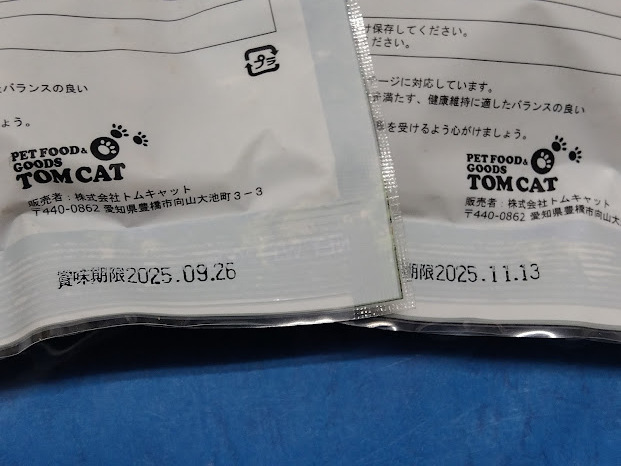 たバランスの良い
ょう。
プラ
PET FOOD &
GOODS
TOM CAT
販売者:株式会社トムキャット
〒440-0862 愛知県豊橋市向山大池町3-3
賞味期限2025.09.26
け保存してください。
ださい。
ージに対応しています。
満たす、健康維持に適したバランスの良い
を受けるよう心がけましょう。
PET FOOD &
GOODS
TOM CAT
販売者:株式会社トムキャッ
〒440-0862 愛知県豊橋市向山
期限2025.11.13